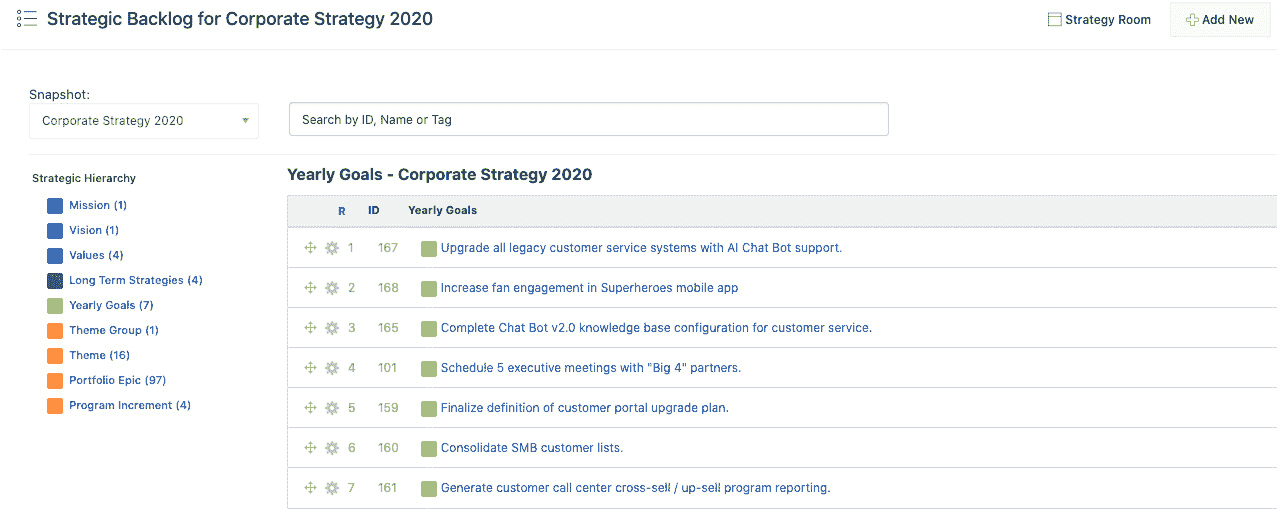 Strategic Backlog for Corporate Strategy 2020
Strategy Room
Add New
Snapshot:
Corporate Strategy 2020
Search by ID, Name or Tag
Strategic Hierarchy
Mission (1)
Vision (1)
Values (4)
Long Term Strategies (4)
Yearly Goals (7)
Theme Group (1)
Theme (16)
Portfolio Epic (97)
Program Increment (4)
Yearly Goals - Corporate Strategy 2020
R ID Yearly Goals
1 167 Upgrade all legacy customer service systems with AI Chat Bot support.
2 168 Increase fan engagement in Superheroes mobile app
3 165 Complete Chat Bot v2.0 knowledge base configuration for customer service.
4 101 Schedule 5 executive meetings with "Big 4" partners.
5 159 Finalize definition of customer portal upgrade plan.
6 160 Consolidate SMB customer lists.
7 161 Generate customer call center cross-sell / up-sell program reporting.